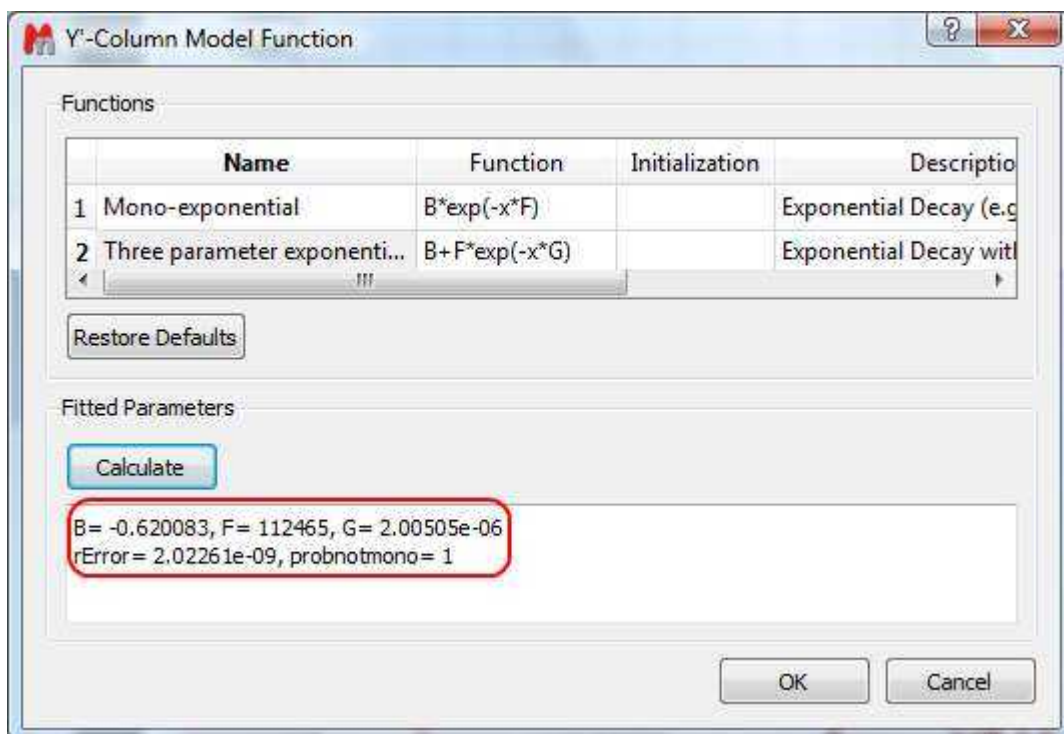 Y'-Column Model Function
Functions
Name Function Initialization Descriptio
1 Mono-exponential B*exp(-x*F) Exponential Decay (e.g
2 Three parameter exponenti... B+F*exp(-x*G) Exponential Decay with
Restore Defaults
Fitted Parameters
Calculate
B= -0.620083, F= 112465, G= 2.00505e-06
rError= 2.02261e-09, probnotmono= 1
OK Cancel